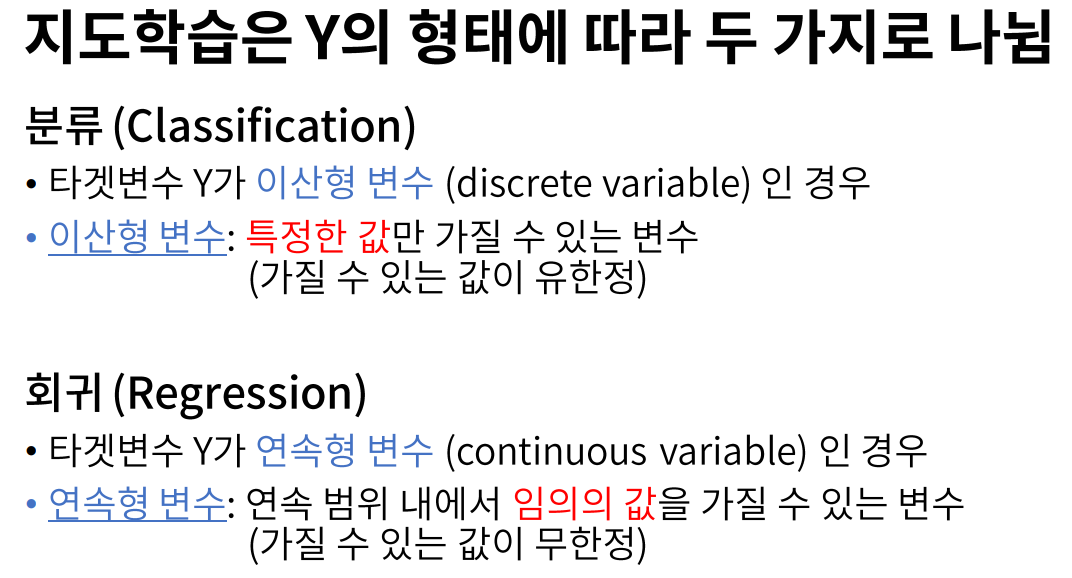 지도학습은 Y의 형태에 따라 두 가지로 나뉨
분류 (Classification)
• 타겟변수 Y가 이산형 변수 (discrete variable) 인 경우
• 이산형 변수: 특정한 값만 가질 수 있는 변수
(가질 수 있는 값이 유한정)
회귀 (Regression)
• 타겟변수 Y가 연속형 변수 (continuous variable) 인 경우
• 연속형 변수: 연속 범위 내에서 임의의 값을 가질 수 있는 변수
(가질 수 있는 값이 무한정)